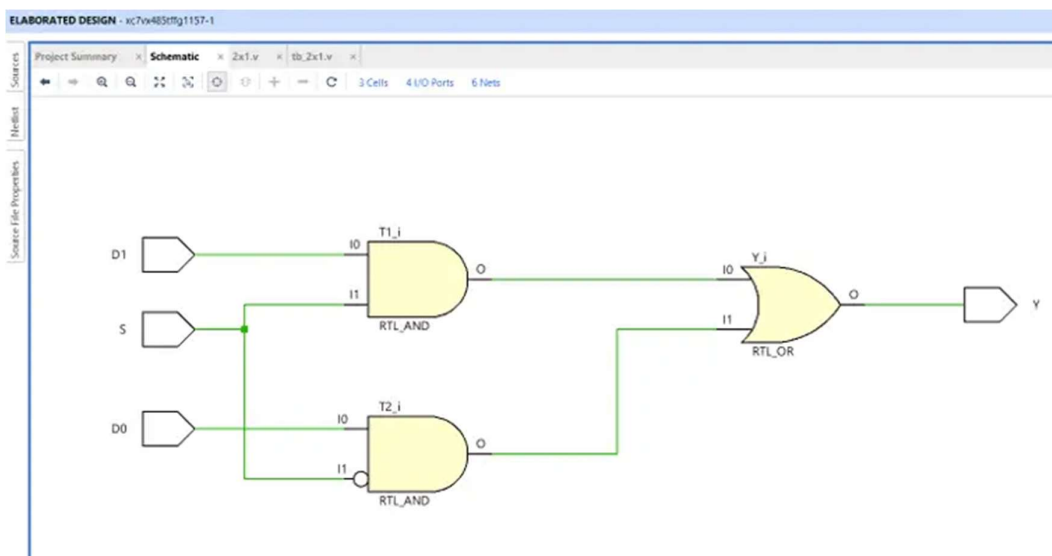 ELABORATED DESIGN - xc7vx485tffg1157-1
Project Summary × Schematic × 2x1.v × tb_2x1.v ×
3 Cells 4 I/O Ports 6 Nets
Sources
Netlist
Source File Properties
T1_i
D1
I0
O
I1
RTL_AND
S
Y_i
I0
O
Y
I1
RTL_OR
T2_i
D0
I0
O
I1
RTL_AND